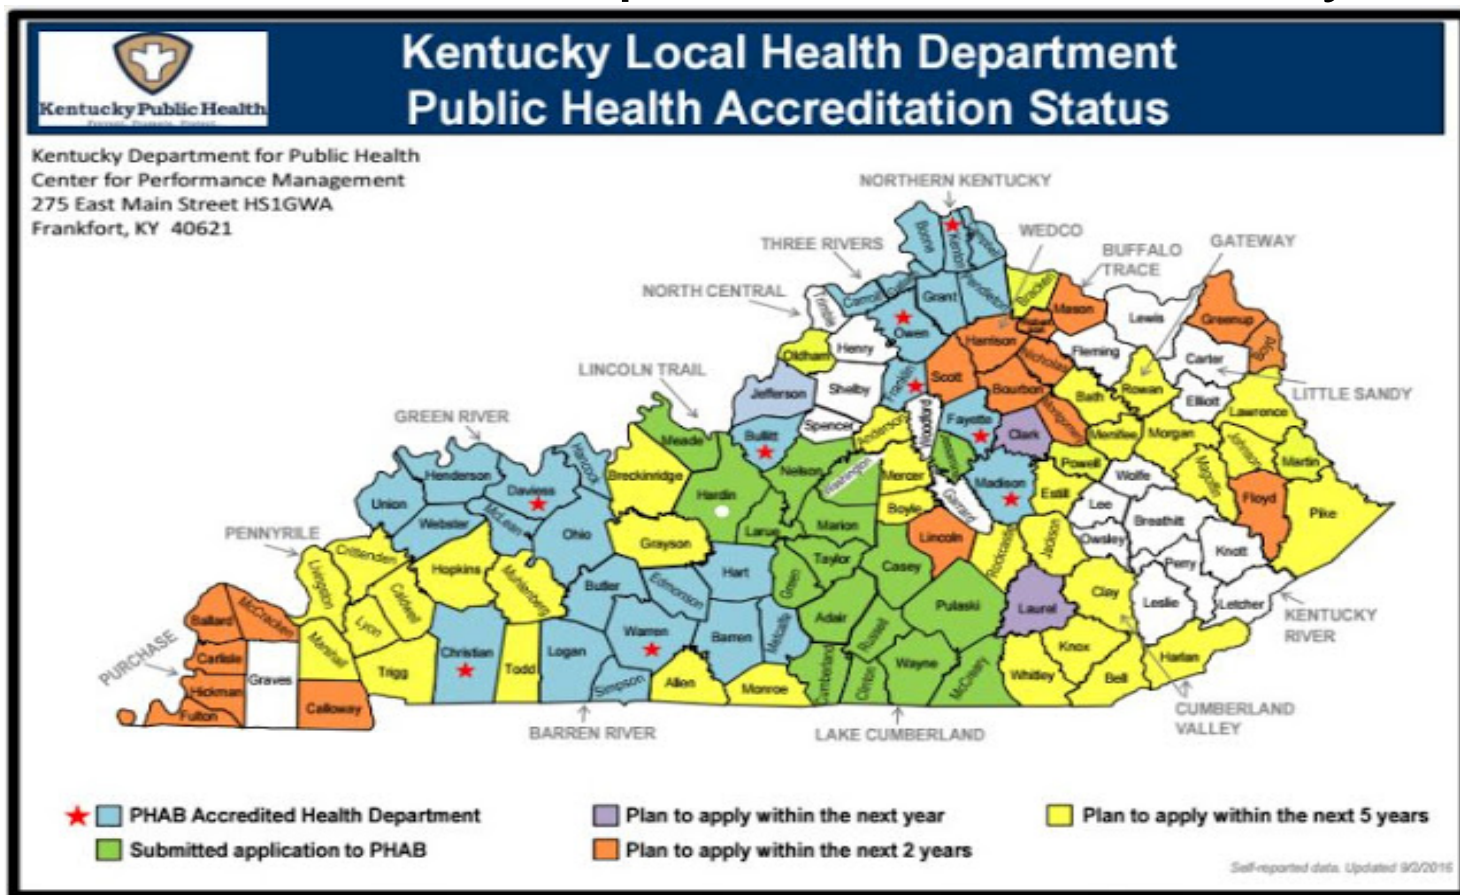 Kentucky Local Health Department
Public Health Accreditation Status
Kentucky Public Health
Prevent. Promote. Protect.
Kentucky Department for Public Health
Center for Performance Management
275 East Main Street HS1GWA
Frankfort, KY 40621
NORTHERN KENTUCKY
WEDCO
THREE RIVERS
BUFFALO
TRACE
GATEWAY
NORTH CENTRAL
LINCOLN TRAIL
GREEN RIVER
LITTLE SANDY
PENNYRILE
PURCHASE
KENTUCKY
RIVER
CUMBERLAND
VALLEY
BARREN RIVER
LAKE CUMBERLAND
Boone
Kenton
Campbell
Carroll
Grant
Pendleton
Bracken
Mason
Trimble
Owen
Lewis
Greenup
Boyd
Oldham
Henry
Harrison
Nicholas
Fleming
Carter
Franklin
Scott
Bourbon
Bath
Rowan
Elliott
Lawrence
Jefferson
Shelby
Spencer
Anderson
Woodford
Fayette
Clark
Montgomery
Menifee
Morgan
Johnson
Martin
Bullitt
Meade
Nelson
Washington
Mercer
Madison
Powell
Wolfe
Magoffin
Floyd
Pike
Hancock
Breckinridge
Hardin
Boyle
Garrard
Estill
Lee
Breathitt
Knott
Henderson
Daviess
Union
Webster
McLean
Ohio
Grayson
Larue
Marion
Lincoln
Rockcastle
Jackson
Owsley
Perry
Crittenden
Livingston
Hopkins
Muhlenberg
Butler
Edmonson
Hart
Green
Taylor
Casey
Pulaski
Laurel
Clay
Leslie
Letcher
Ballard
McCracken
Lyon
Caldwell
Marshall
Carlisle
Graves
Hickman
Fulton
Calloway
Trigg
Christian
Todd
Logan
Warren
Simpson
Barren
Metcalfe
Allen
Monroe
Adair
Russell
Cumberland
Clinton
Wayne
McCreary
Whitley
Knox
Bell
Harlan
PHAB Accredited Health Department
Submitted application to PHAB
Plan to apply within the next year
Plan to apply within the next 2 years
Plan to apply within the next 5 years
Self-reported data. Updated 9/2/2016